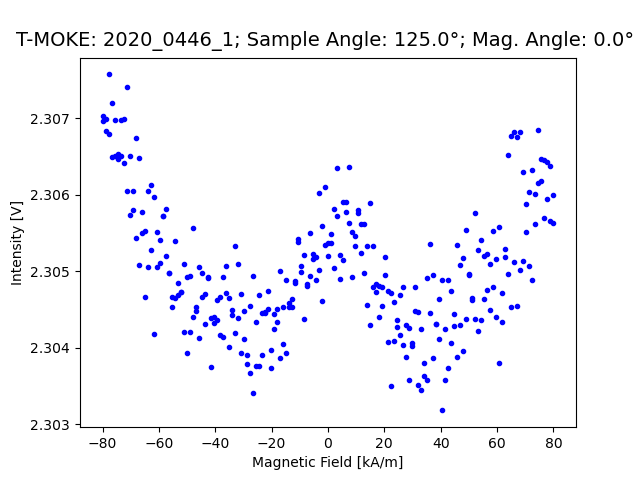 T-MOKE: 2020_0446_1; Sample Angle: 125.0°; Mag. Angle: 0.0°
2.307
2.306
2.305
2.304
2.303
Intensity [V]
−80 −60 −40 −20 0 20 40 60 80
Magnetic Field [kA/m]